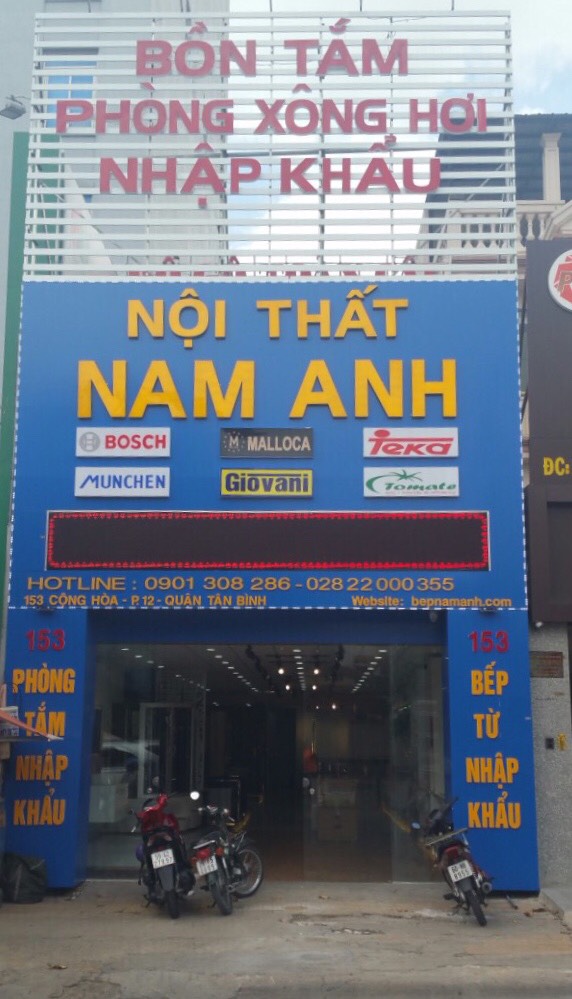 BỒN TẮM
PHÒNG XÔNG HƠI
NHẬP KHẨU
NỘI THẤT
NAM ANH
BOSCH
MALLOCA
Teka
MUNCHEN
Giovani
Tomate
HOTLINE : 0901 308 286 - 028 22 000 355
153 CỘNG HÒA - P.12 - QUẬN TÂN BÌNH
Website: bepnamanh.com
153
PHÒNG
TẮM
NHẬP
KHẨU
153
BẾP
TỪ
NHẬP
KHẨU
ĐC: